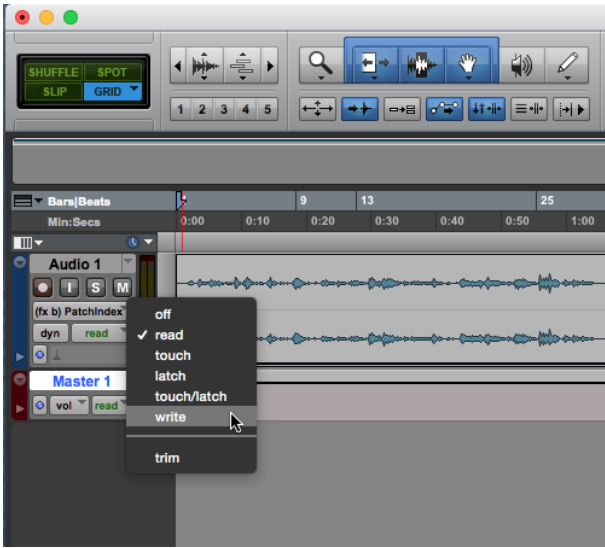 SHUFFLE SPOT
SLIP GRID
1 2 3 4 5
Bars|Beats 9 13 25
Min:Secs 0:00 0:10 0:20 0:30 0:40 0:50 1:00
Audio 1
I S M
(fx b) PatchIndex
dyn read
Master 1
vol read
off
✓ read
touch
latch
touch/latch
write
trim